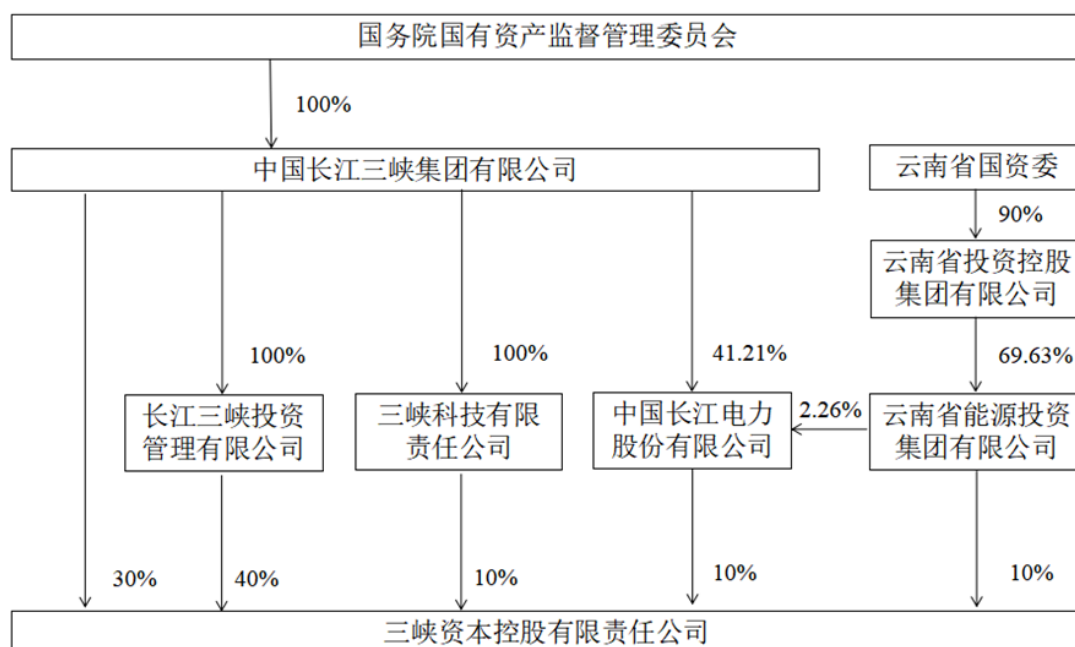 国务院国有资产监督管理委员会
100%
中国长江三峡集团有限公司
云南省国资委
90%
云南省投资控股
集团有限公司
100%
100%
41.21%
69.63%
长江三峡投资
管理有限公司
三峡科技有限
责任公司
中国长江电力
股份有限公司
2.26%
云南省能源投资
集团有限公司
30%
40%
10%
10%
10%
三峡资本控股有限责任公司